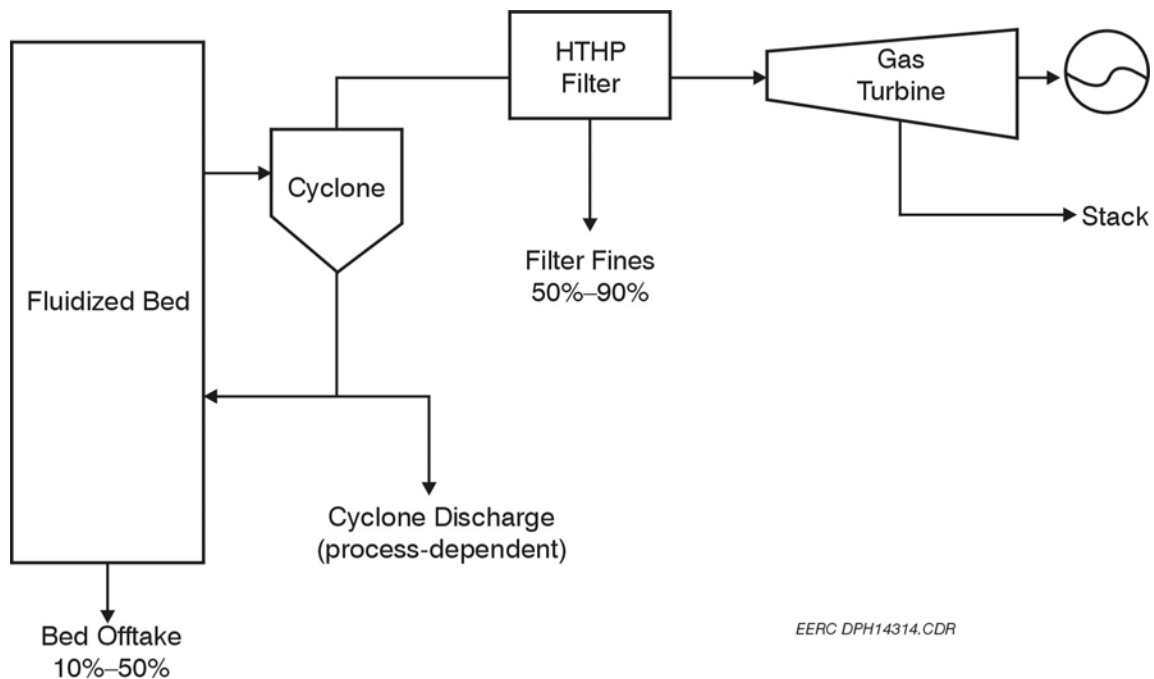 HTHP
Filter
Gas
Turbine
Cyclone
Stack
Filter Fines
50%–90%
Fluidized Bed
Cyclone Discharge
(process-dependent)
Bed Offtake
10%–50%
EERC DPH14314.CDR